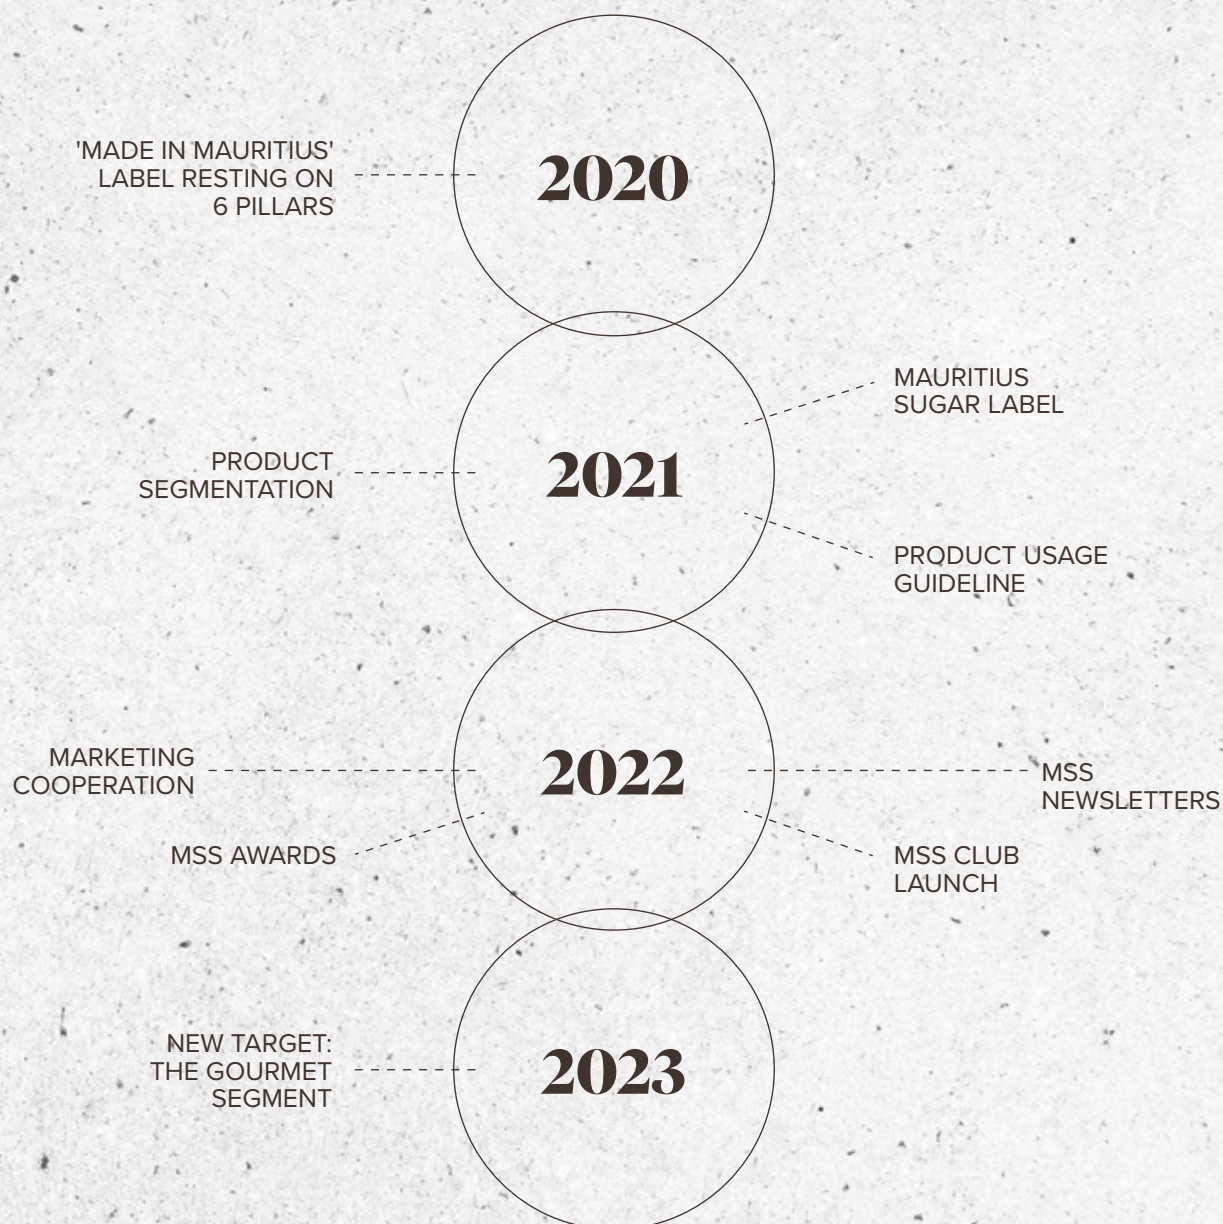 'MADE IN MAURITIUS'
LABEL RESTING ON
6 PILLARS
2020
MAURITIUS
SUGAR LABEL
PRODUCT
SEGMENTATION
2021
PRODUCT USAGE
GUIDELINE
MARKETING
COOPERATION
2022
MSS
NEWSLETTERS
MSS AWARDS
MSS CLUB
LAUNCH
NEW TARGET:
THE GOURMET
SEGMENT
2023